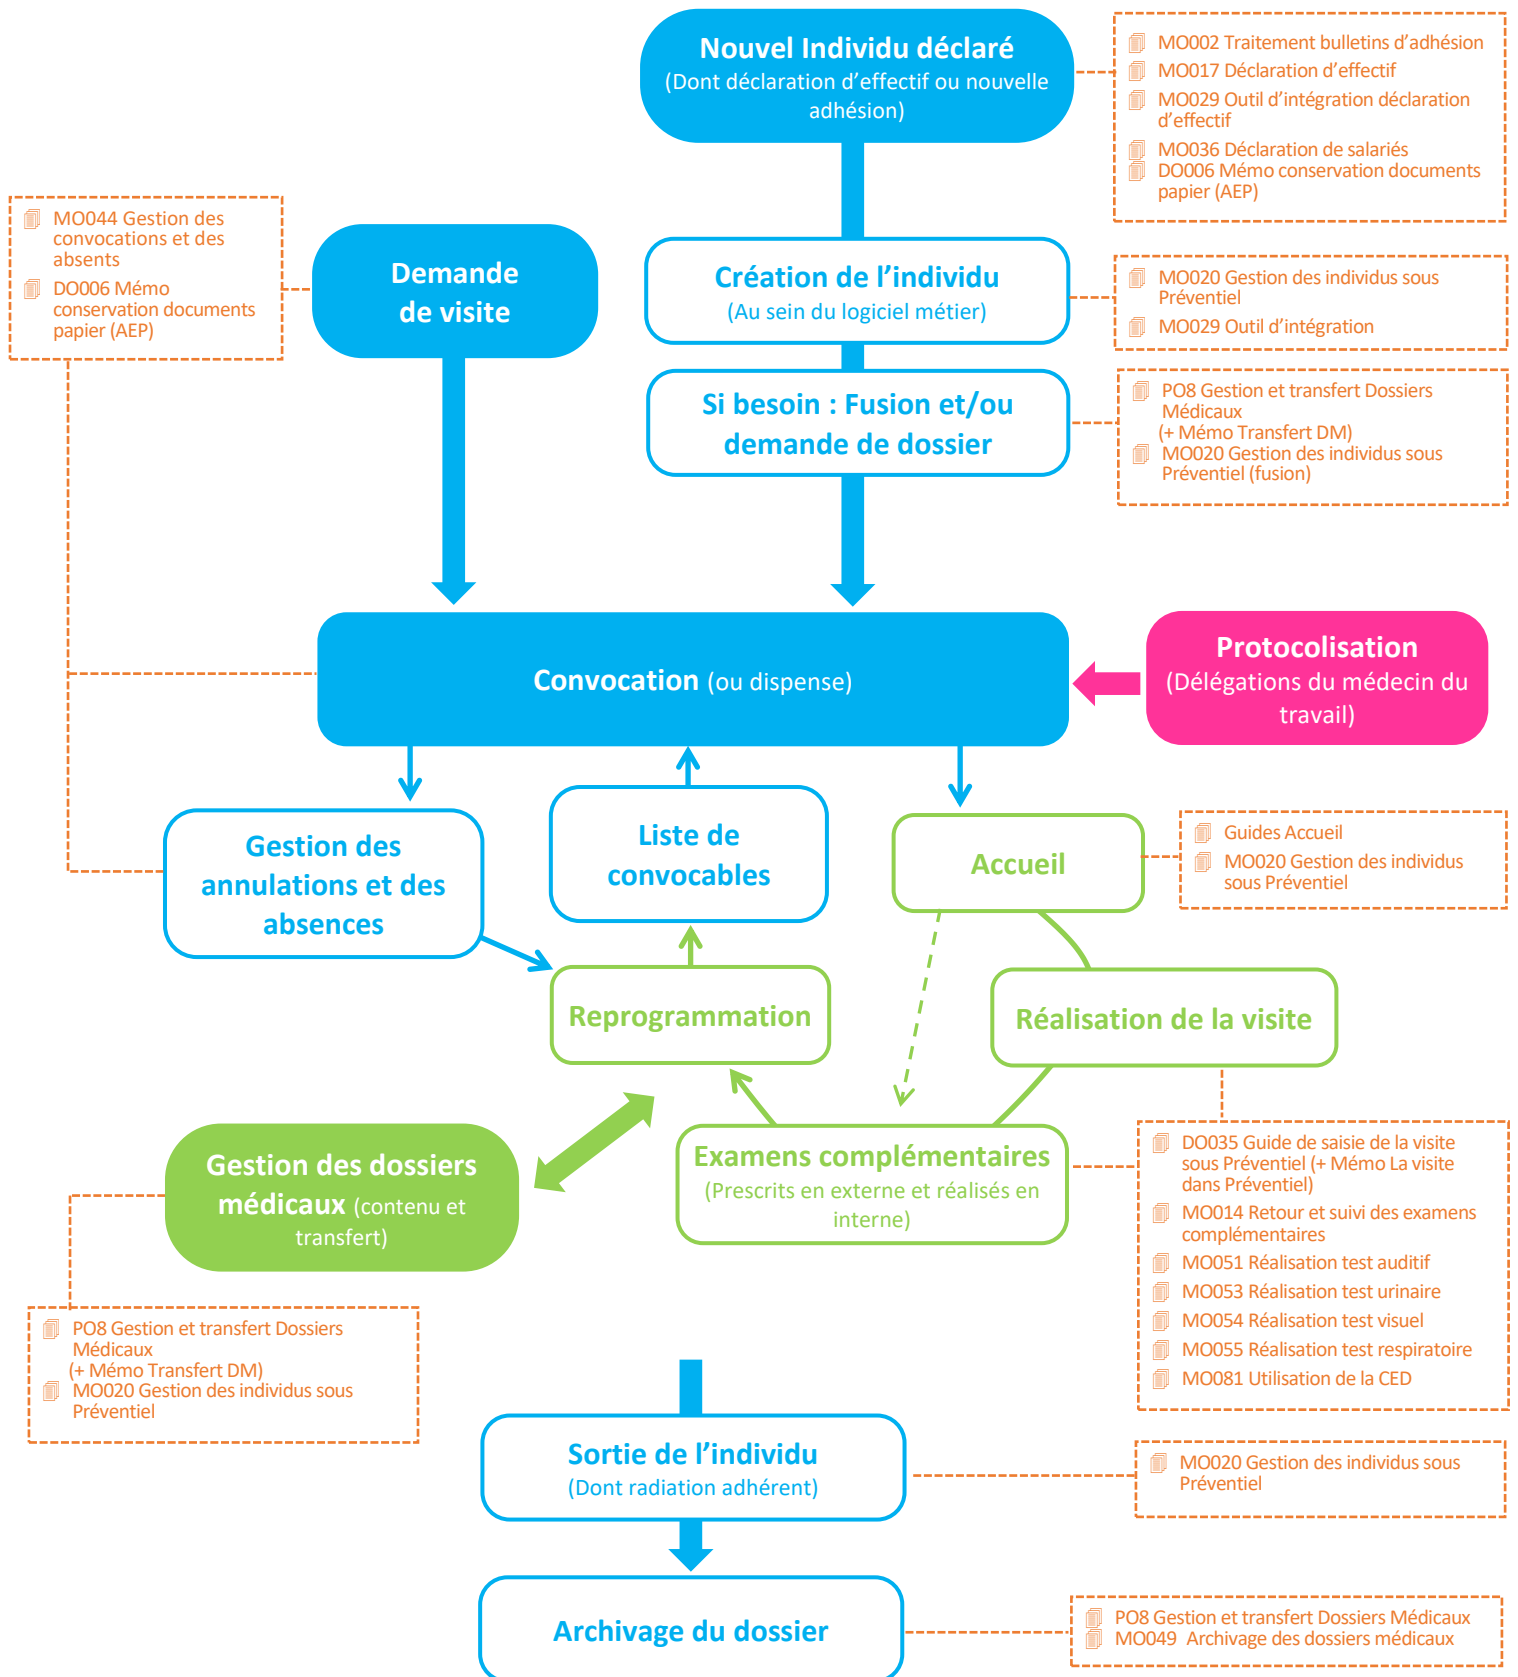 Nouvel Individu déclaré
(Dont déclaration d’effectif ou nouvelle
adhésion)
MO002 Traitement bulletins d’adhésion
MO017 Déclaration d’effectif
MO029 Outil d’intégration déclaration
d’effectif
MO036 Déclaration de salariés
DO006 Mémo conservation documents
papier (AEP)
MO044 Gestion des
convocations et des
absents
DO006 Mémo
conservation documents
papier (AEP)
Demande
de visite
Création de l’individu
(Au sein du logiciel métier)
MO020 Gestion des individus sous
Préventiel
MO029 Outil d’intégration
Si besoin : Fusion et/ou
demande de dossier
PO8 Gestion et transfert Dossiers
Médicaux
(+ Mémo Transfert DM)
MO020 Gestion des individus sous
Préventiel (fusion)
Convocation (ou dispense)
Protocolisation
(Délégations du médecin du
travail)
Gestion des
annulations et des
absences
Liste de
convocables
Accueil
Guides Accueil
MO020 Gestion des individus
sous Préventiel
Reprogrammation
Réalisation de la visite
Gestion des dossiers
médicaux (contenu et
transfert)
Examens complémentaires
(Prescrits en externe et réalisés en
interne)
DO035 Guide de saisie de la visite
sous Préventiel (+ Mémo La visite
dans Préventiel)
MO014 Retour et suivi des examens
complémentaires
MO051 Réalisation test auditif
MO053 Réalisation test urinaire
MO054 Réalisation test visuel
MO055 Réalisation test respiratoire
MO081 Utilisation de la CED
PO8 Gestion et transfert Dossiers
Médicaux
(+ Mémo Transfert DM)
MO020 Gestion des individus sous
Préventiel
Sortie de l’individu
(Dont radiation adhérent)
MO020 Gestion des individus sous
Préventiel
Archivage du dossier
PO8 Gestion et transfert Dossiers Médicaux
MO049 Archivage des dossiers médicaux